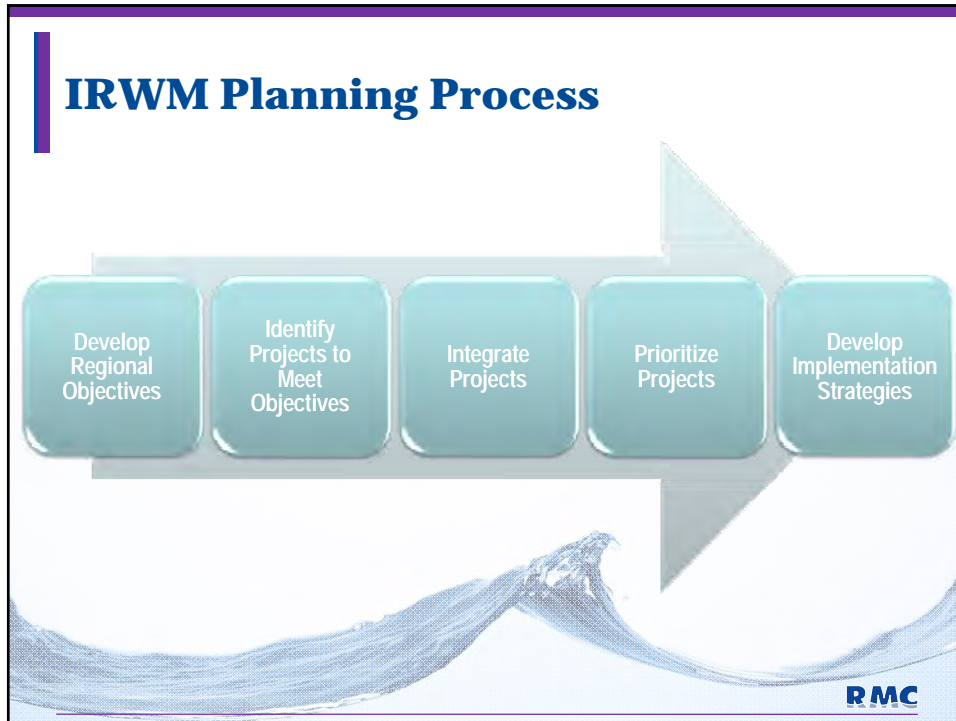 IRWM Planning Process
Develop
Regional
Objectives
Identify
Projects to
Meet
Objectives
Integrate
Projects
Prioritize
Projects
Develop
Implementation
Strategies
RMC